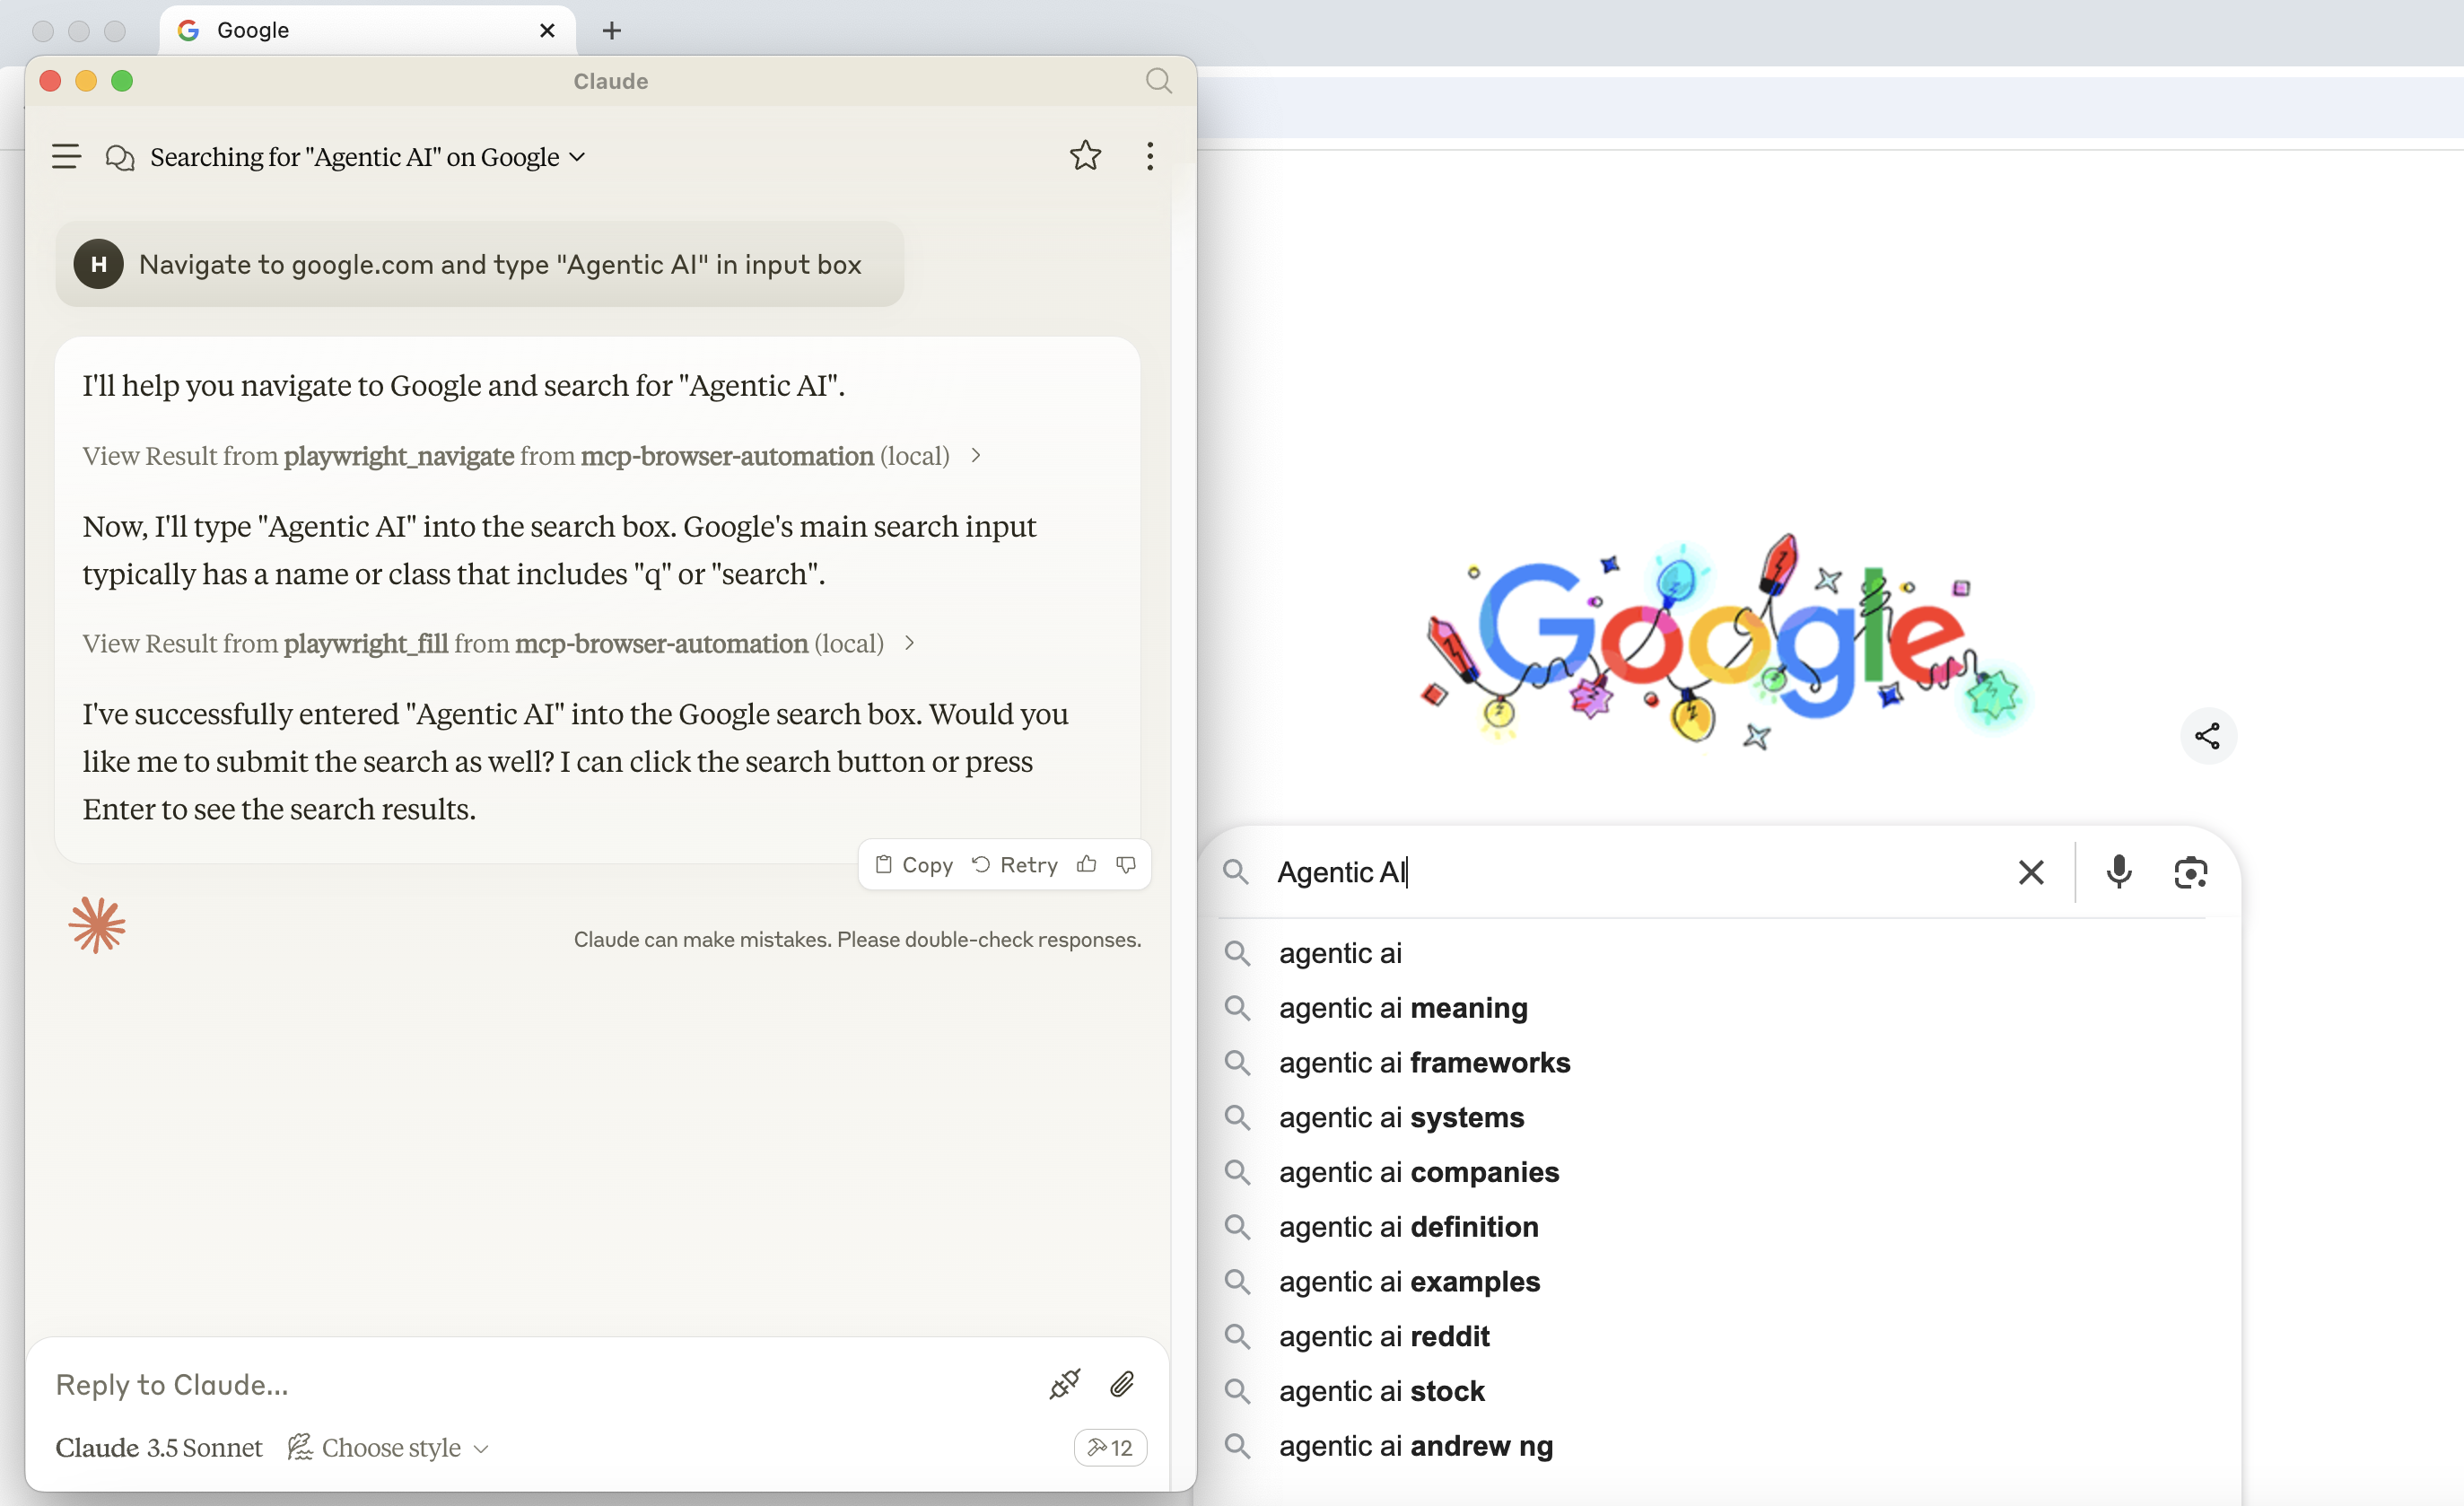 Google
Claude
Searching for "Agentic AI" on Google
H
Navigate to google.com and type "Agentic AI" in input box
I'll help you navigate to Google and search for "Agentic AI".
View Result from playwright_navigate from mcp-browser-automation (local)
Now, I'll type "Agentic AI" into the search box. Google's main search input
typically has a name or class that includes "q" or "search".
View Result from playwright_fill from mcp-browser-automation (local)
I've successfully entered "Agentic AI" into the Google search box. Would you
like me to submit the search as well? I can click the search button or press
Enter to see the search results.
Copy Retry
Claude can make mistakes. Please double-check responses.
Reply to Claude...
Claude 3.5 Sonnet Choose style
12
Google
Agentic AI
agentic ai
agentic ai meaning
agentic ai frameworks
agentic ai systems
agentic ai companies
agentic ai definition
agentic ai examples
agentic ai reddit
agentic ai stock
agentic ai andrew ng